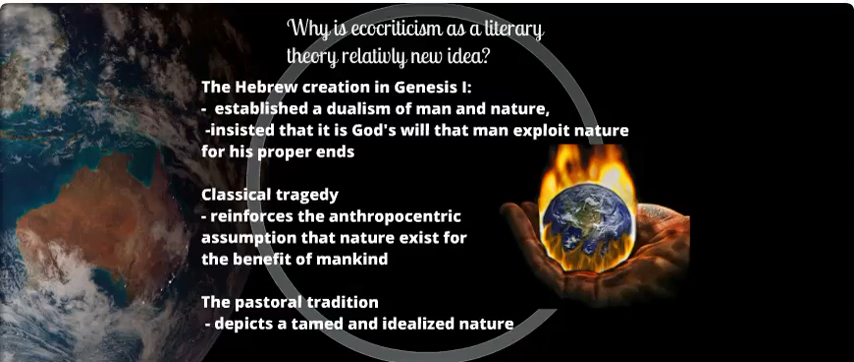 Why is ecocriticism as a literary
theory relativly new idea?
The Hebrew creation in Genesis I:
- established a dualism of man and nature,
-insisted that it is God's will that man exploit nature
for his proper ends
Classical tragedy
- reinforces the anthropocentric
assumption that nature exist for
the benefit of mankind
The pastoral tradition
- depicts a tamed and idealized nature